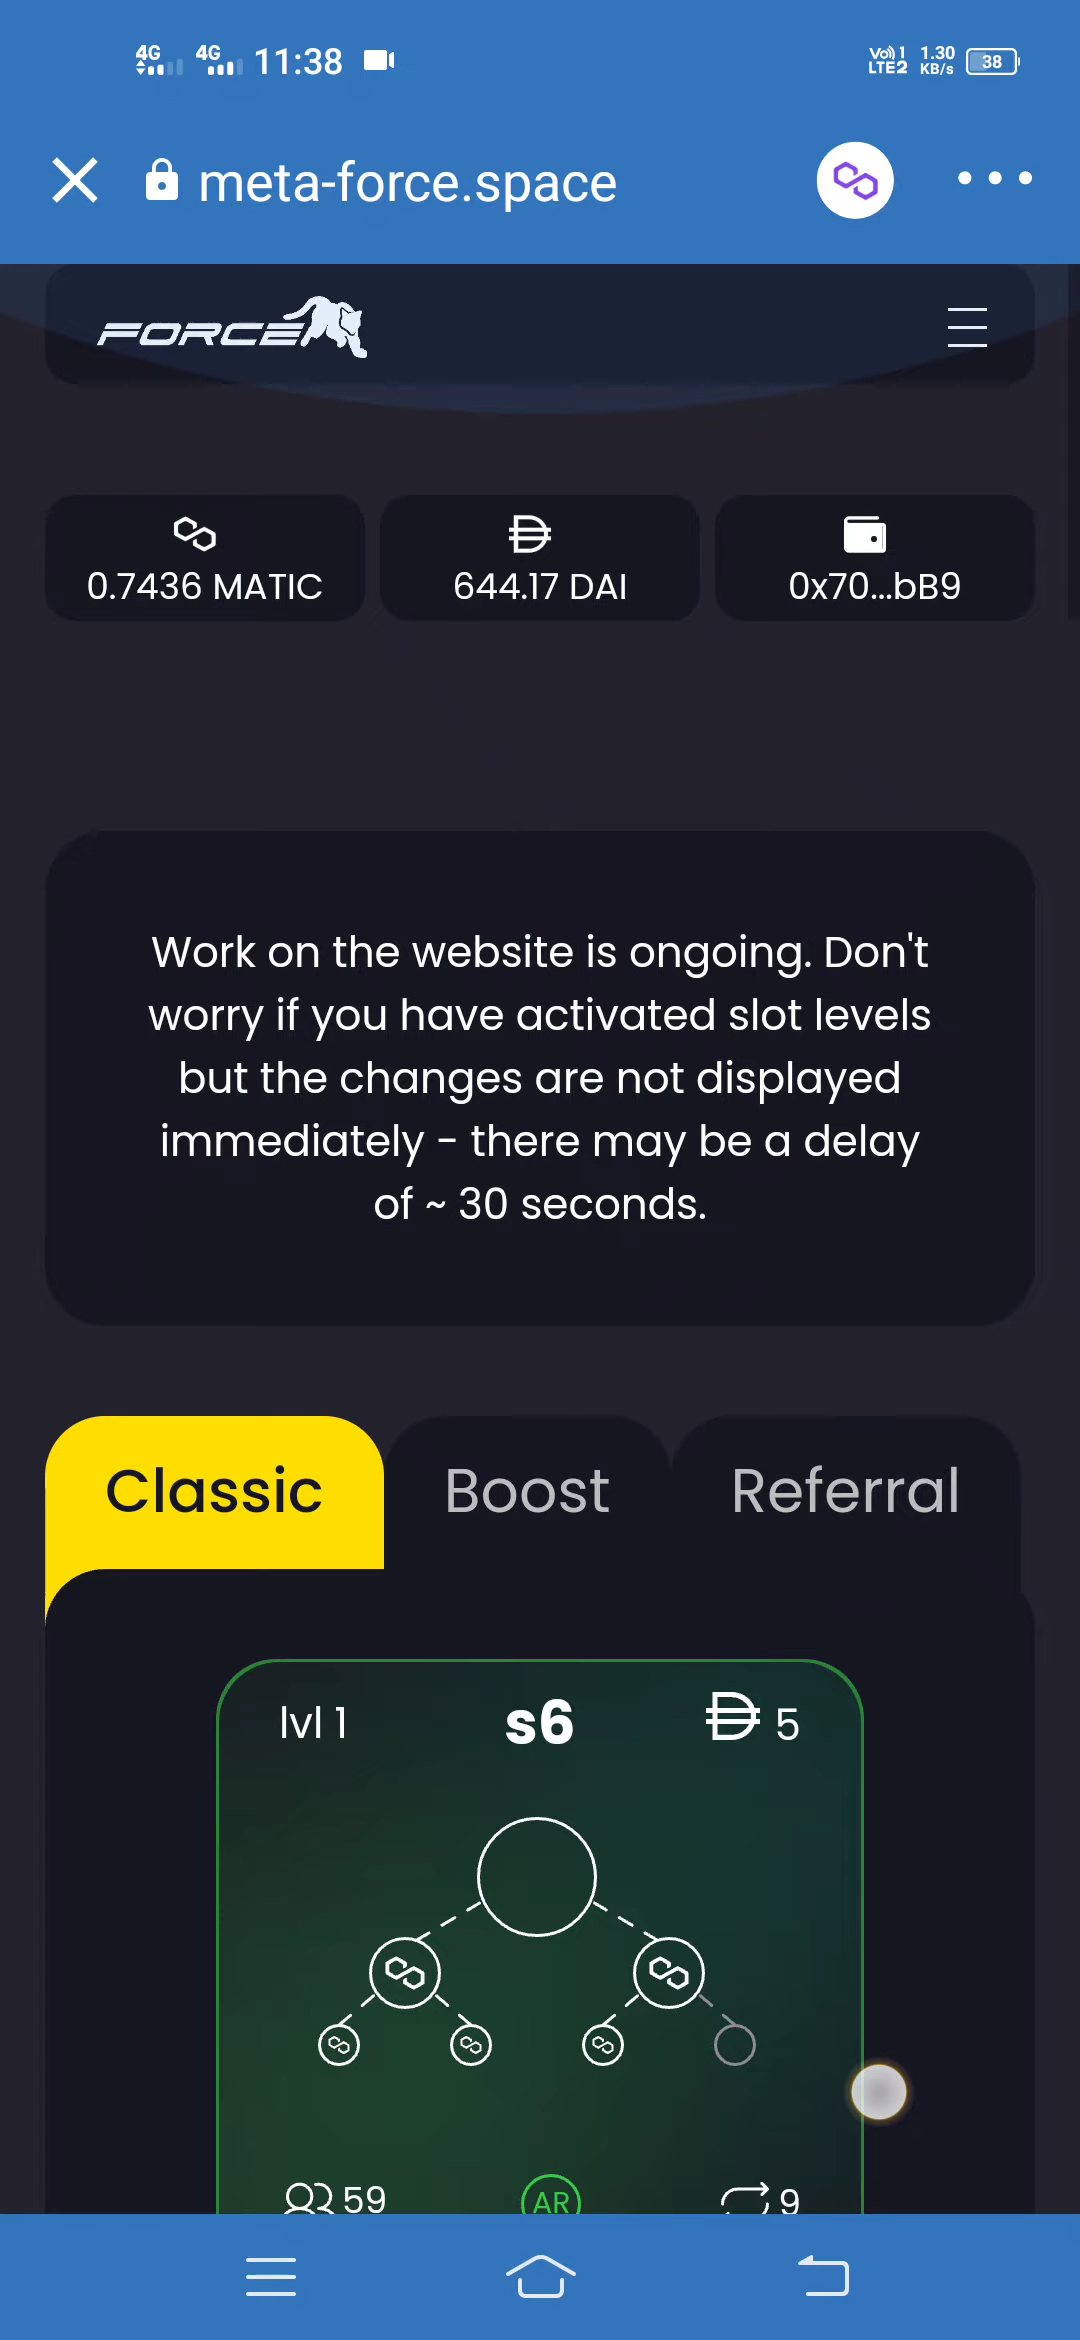 4G 4G 11:38 Vo) 1 LTE2 1.30 KB/s 38
meta-force.space
FORCE
0.7436 MATIC 644.17 DAI 0x70...bB9
Work on the website is ongoing. Don't
worry if you have activated slot levels
but the changes are not displayed
immediately - there may be a delay
of ~ 30 seconds.
Classic Boost Referral
lvl 1 s6 5
59 AR 9